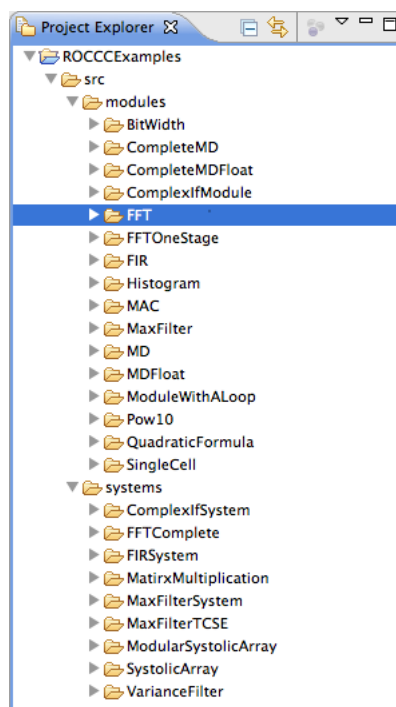 Project Explorer
ROCCCExamples
src
modules
BitWidth
CompleteMD
CompleteMDFloat
ComplexIfModule
FFT
FFTOneStage
FIR
Histogram
MAC
MaxFilter
MD
MDFloat
ModuleWithALoop
Pow10
QuadraticFormula
SingleCell
systems
ComplexIfSystem
FFTComplete
FIRSystem
MatirxMultiplication
MaxFilterSystem
MaxFilterTCSE
ModularSystolicArray
SystolicArray
VarianceFilter